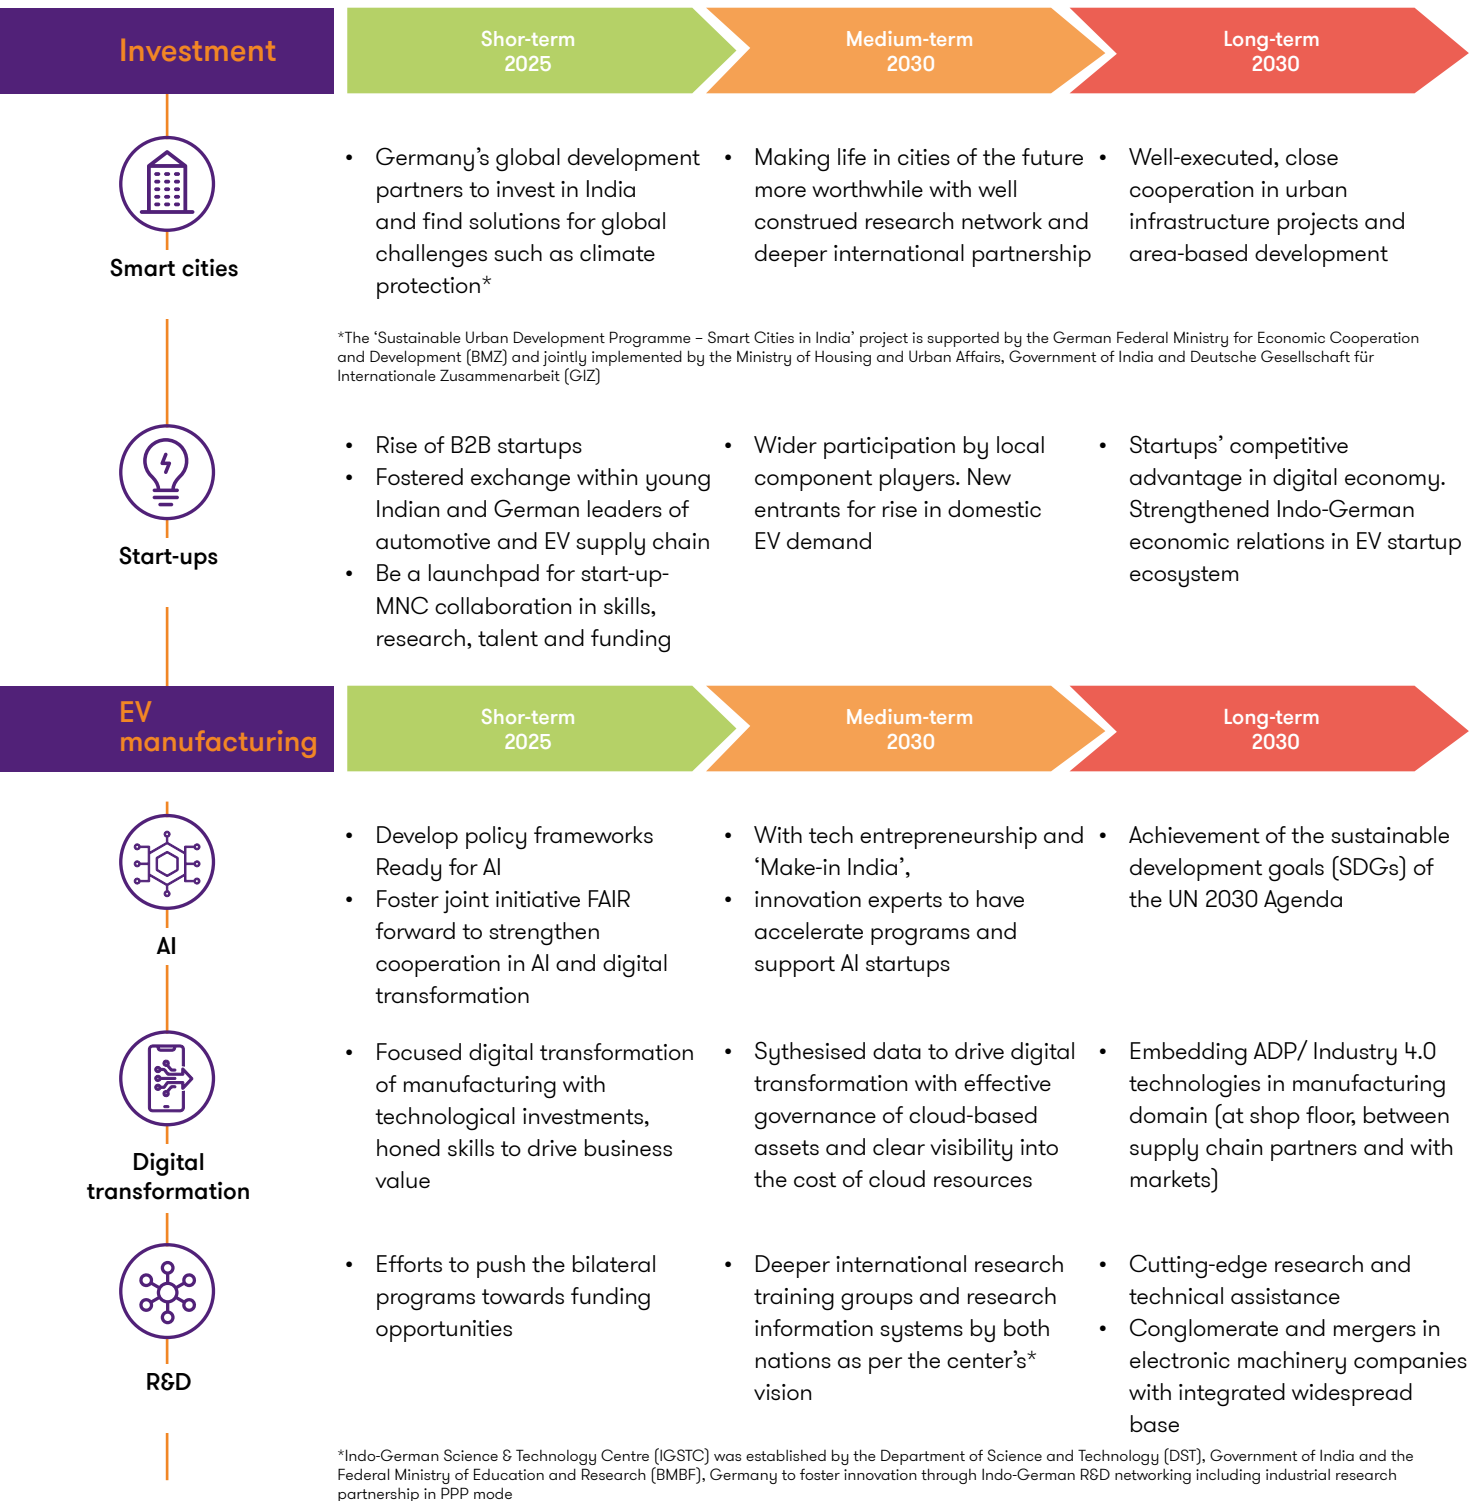 Investment
Shor-term
2025
Medium-term
2030
Long-term
2030
Smart cities
• Germany’s global development
partners to invest in India
and find solutions for global
challenges such as climate
protection*
• Making life in cities of the future
more worthwhile with well
construed research network and
deeper international partnership
• Well-executed, close
cooperation in urban
infrastructure projects and
area-based development
*The ‘Sustainable Urban Development Programme – Smart Cities in India’ project is supported by the German Federal Ministry for Economic Cooperation
and Development (BMZ) and jointly implemented by the Ministry of Housing and Urban Affairs, Government of India and Deutsche Gesellschaft für
Internationale Zusammenarbeit (GIZ)
Start-ups
• Rise of B2B startups
• Fostered exchange within young
Indian and German leaders of
automotive and EV supply chain
• Be a launchpad for start-up-
MNC collaboration in skills,
research, talent and funding
• Wider participation by local
component players. New
entrants for rise in domestic
EV demand
• Startups’ competitive
advantage in digital economy.
Strengthened Indo-German
economic relations in EV startup
ecosystem
EV
manufacturing
Shor-term
2025
Medium-term
2030
Long-term
2030
AI
• Develop policy frameworks
Ready for AI
• Foster joint initiative FAIR
forward to strengthen
cooperation in AI and digital
transformation
• With tech entrepreneurship and
‘Make-in India’,
• innovation experts to have
accelerate programs and
support AI startups
• Achievement of the sustainable
development goals (SDGs) of
the UN 2030 Agenda
Digital
transformation
• Focused digital transformation
of manufacturing with
technological investments,
honed skills to drive business
value
• Sythesised data to drive digital
transformation with effective
governance of cloud-based
assets and clear visibility into
the cost of cloud resources
• Embedding ADP/ Industry 4.0
technologies in manufacturing
domain (at shop floor, between
supply chain partners and with
markets)
R&D
• Efforts to push the bilateral
programs towards funding
opportunities
• Deeper international research
training groups and research
information systems by both
nations as per the center’s*
vision
• Cutting-edge research and
technical assistance
• Conglomerate and mergers in
electronic machinery companies
with integrated widespread
base
*Indo-German Science & Technology Centre (IGSTC) was established by the Department of Science and Technology (DST), Government of India and the
Federal Ministry of Education and Research (BMBF), Germany to foster innovation through Indo-German R&D networking including industrial research
partnership in PPP mode